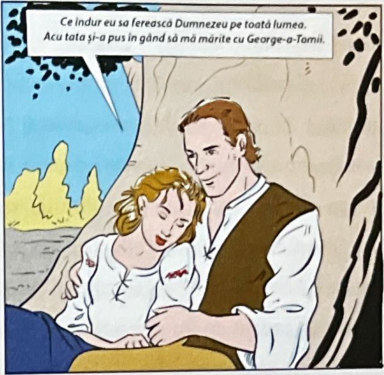 Ce îndur eu sa ferească Dumnezeu pe toată lumea.
Acu tata și-a pus în gând să mă mărite cu George-a-Tomii.